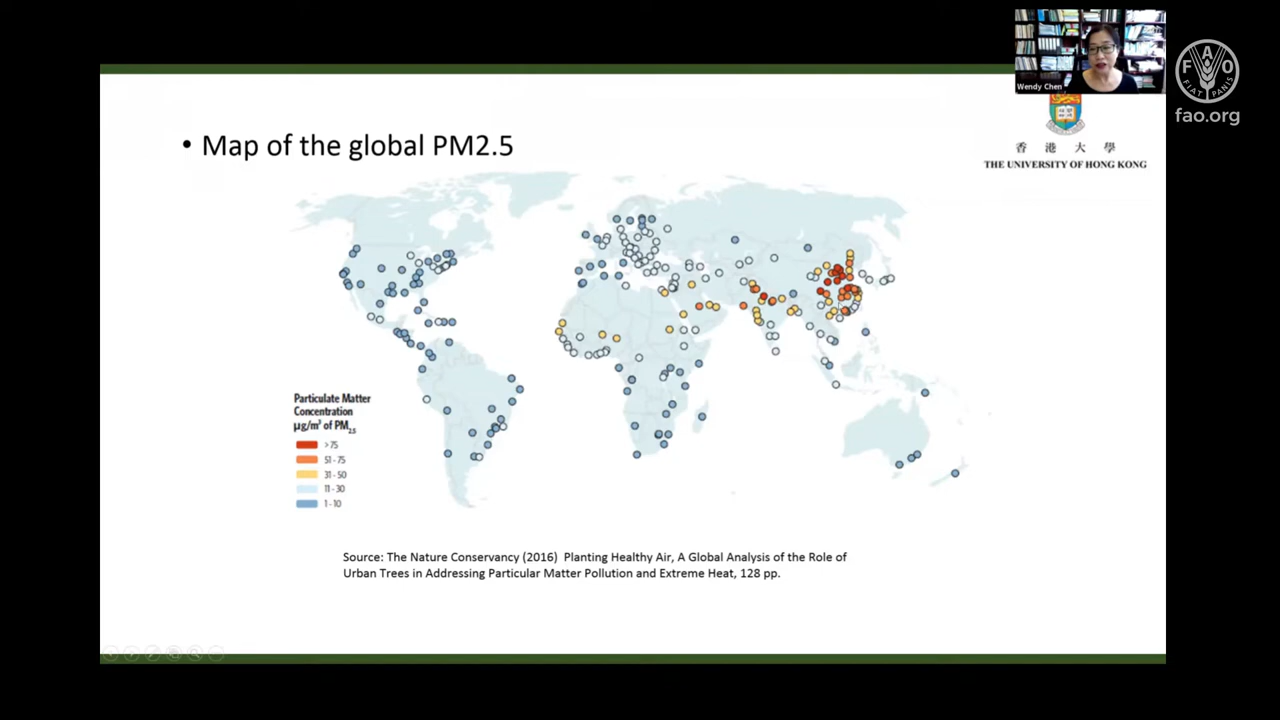 Wendy Chen
F A O
FIAT PANIS
fao.org
香 港 大 學
THE UNIVERSITY OF HONG KONG
• Map of the global PM2.5
Particulate Matter
Concentration
µg/m³ of PM2.5
>75
51 - 75
31 - 50
11 - 30
1 - 10
Source: The Nature Conservancy (2016) Planting Healthy Air, A Global Analysis of the Role of
Urban Trees in Addressing Particular Matter Pollution and Extreme Heat, 128 pp.